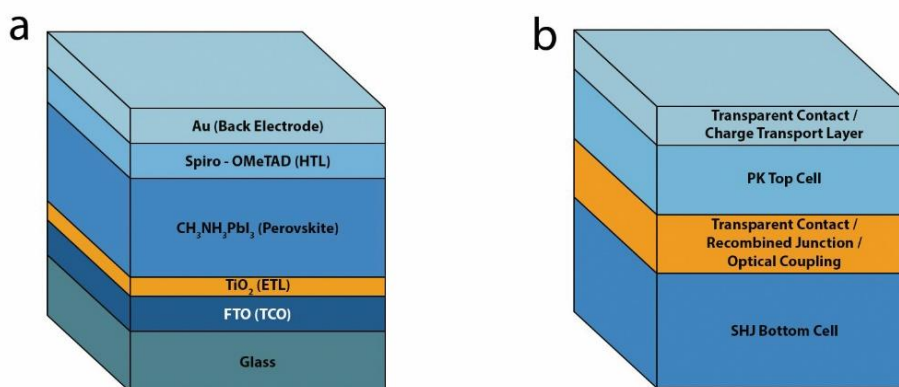 a
Au (Back Electrode)
Spiro - OMeTAD (HTL)
CH₃NH₃PbI₃ (Perovskite)
TiO₂ (ETL)
FTO (TCO)
Glass
b
Transparent Contact /
Charge Transport Layer
PK Top Cell
Transparent Contact /
Recombined Junction /
Optical Coupling
SHJ Bottom Cell